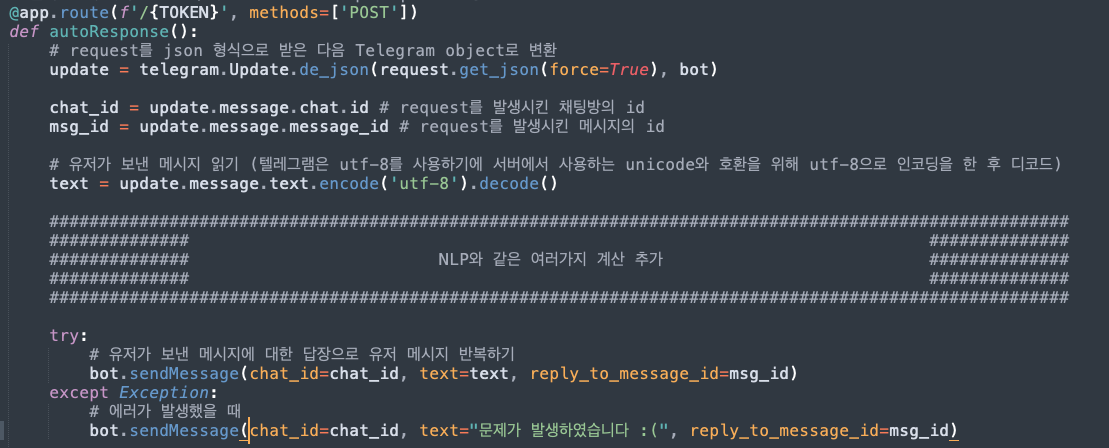 @app.route(f'/{TOKEN}', methods=['POST'])
def autoResponse():
    # request를 json 형식으로 받은 다음 Telegram object로 변환
    update = telegram.Update.de_json(request.get_json(force=True), bot)

    chat_id = update.message.chat.id # request를 발생시킨 채팅방의 id
    msg_id = update.message.message_id # request를 발생시킨 메시지의 id

    # 유저가 보낸 메시지 읽기 (텔레그램은 utf-8를 사용하기에 서버에서 사용하는 unicode와 호환을 위해 utf-8으로 인코딩을 한 후 디코드)
    text = update.message.text.encode('utf-8').decode()

    ######################################################################################################
    ##############                                                                          ##############
    ##############                         NLP와 같은 여러가지 계산 추가                         ##############
    ##############                                                                          ##############
    ######################################################################################################

    try:
        # 유저가 보낸 메시지에 대한 답장으로 유저 메시지 반복하기
        bot.sendMessage(chat_id=chat_id, text=text, reply_to_message_id=msg_id)
    except Exception:
        # 에러가 발생했을 때
        bot.sendMessage(chat_id=chat_id, text="문제가 발생하였습니다 :(", reply_to_message_id=msg_id)